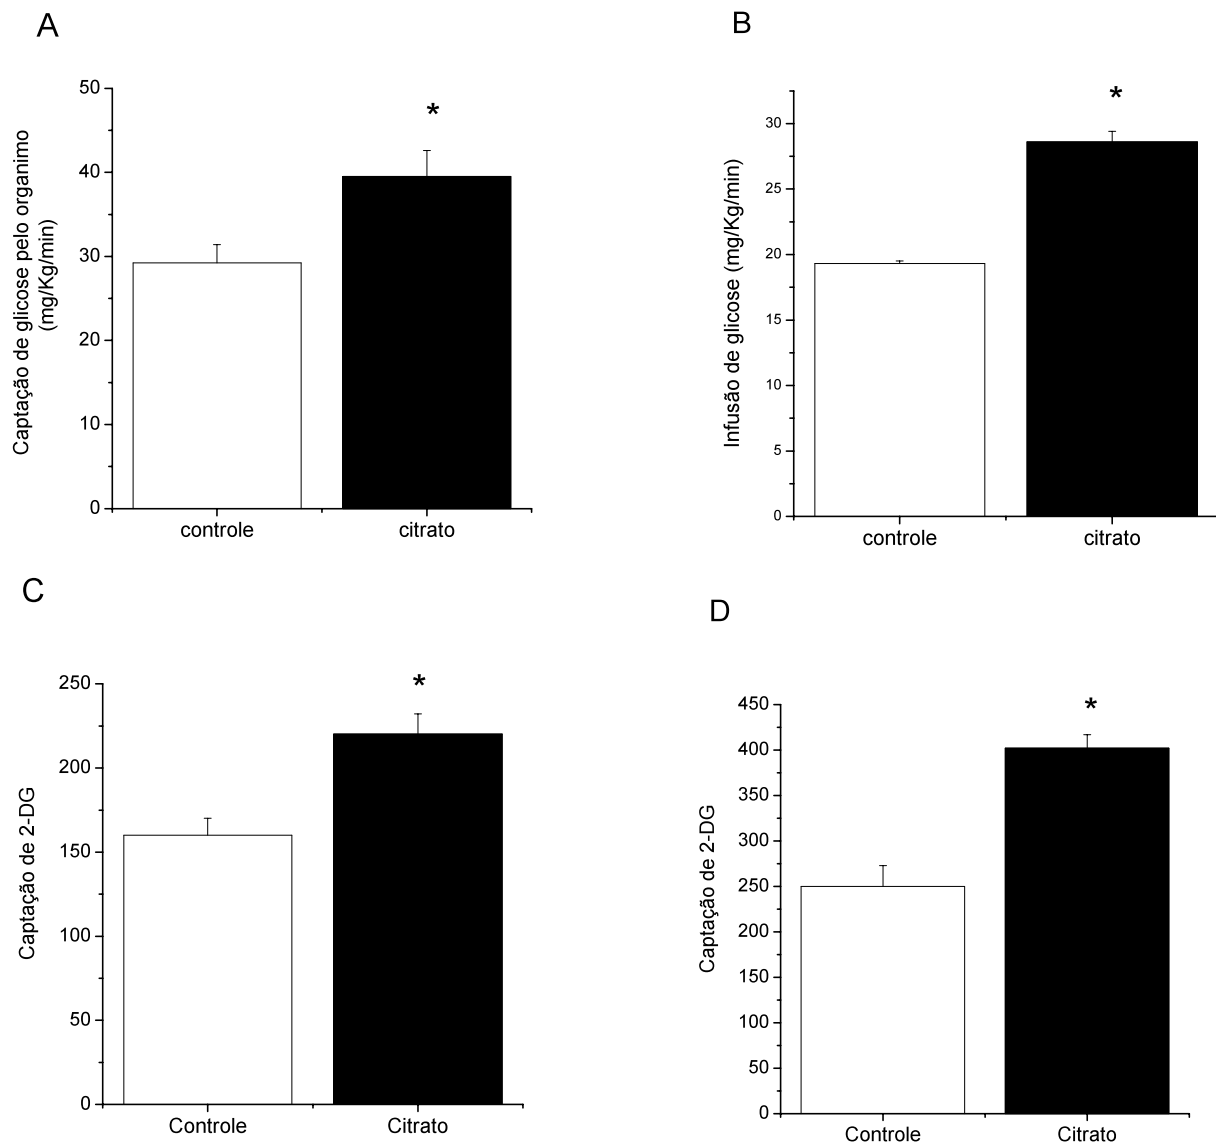 A
Captação de glicose pelo organimo
(mg/Kg/min)
50
40
30
20
10
0
*
controle
citrato
B
Infusão de glicose (mg/Kg/min)
30
25
20
15
10
5
0
*
controle
citrato
C
Captação de 2-DG
250
200
150
100
50
0
*
Controle
Citrato
D
Captação de 2-DG
450
400
350
300
250
200
150
100
50
0
*
Controle
Citrato